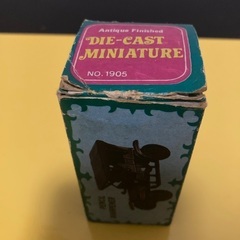 Antique Finished
DIE-CAST
MINIATURE
NO. 1905